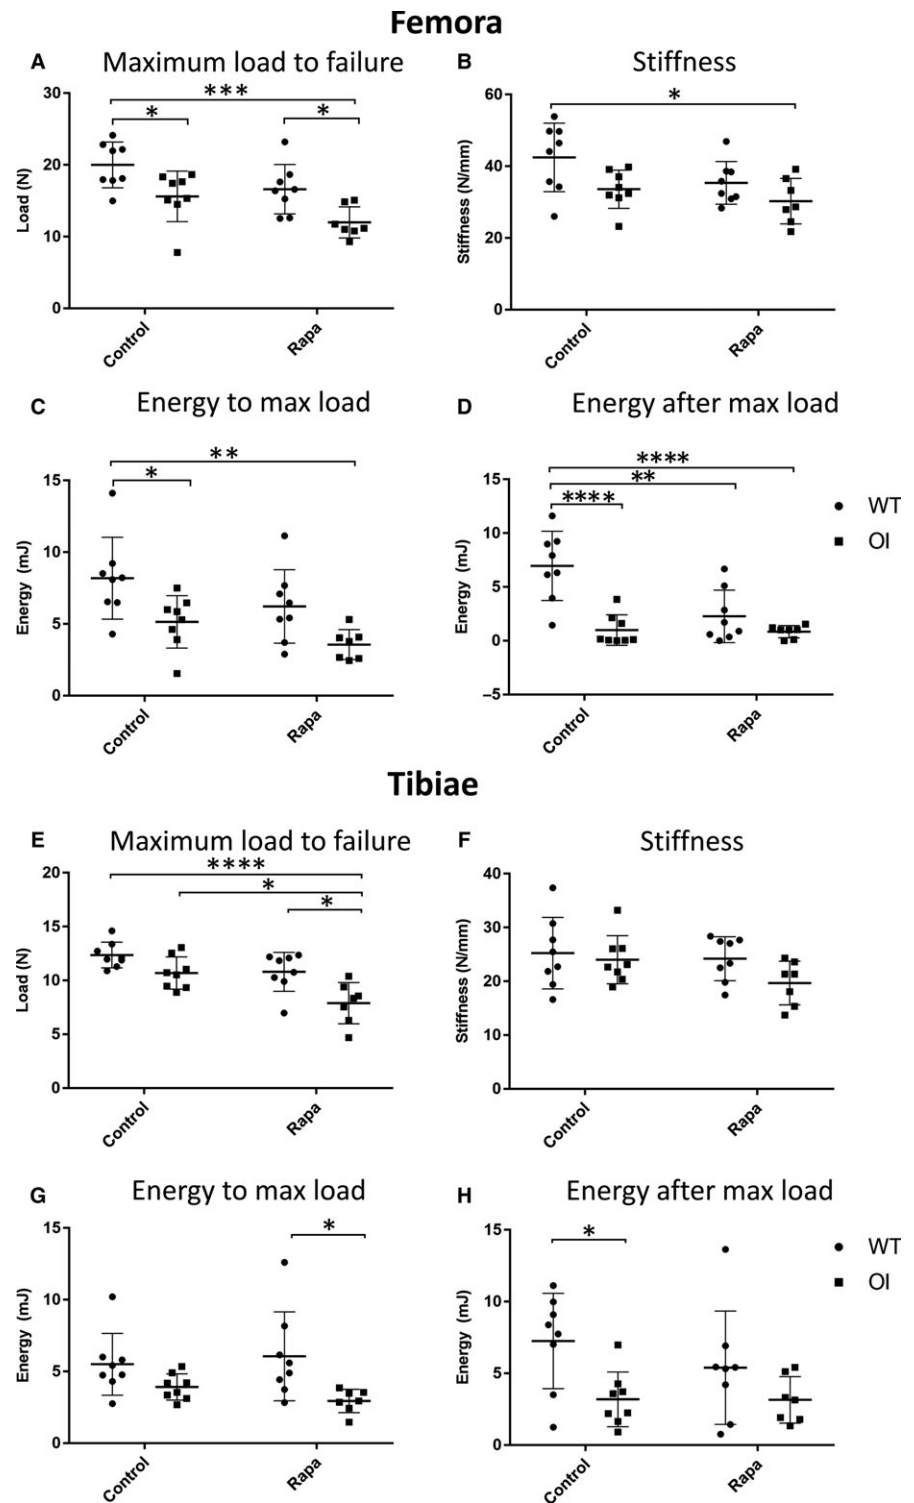 Femora
A Maximum load to failure
***
* *
Load (N)
30
20
10
0
Control Rapa
B Stiffness
*
Stiffness (N/mm)
60
40
20
0
Control Rapa
C Energy to max load
**
*
Energy (mJ)
15
10
5
0
Control Rapa
D Energy after max load
****
**
****
Energy (mJ)
15
10
5
0
–5
Control Rapa
WT
OI
Tibiae
E Maximum load to failure
****
*
*
Load (N)
20
15
10
5
0
Control Rapa
F Stiffness
Stiffness (N/mm)
40
30
20
10
0
Control Rapa
G Energy to max load
*
Energy (mJ)
15
10
5
0
Control Rapa
H Energy after max load
*
Energy (mJ)
15
10
5
0
Control Rapa
WT
OI